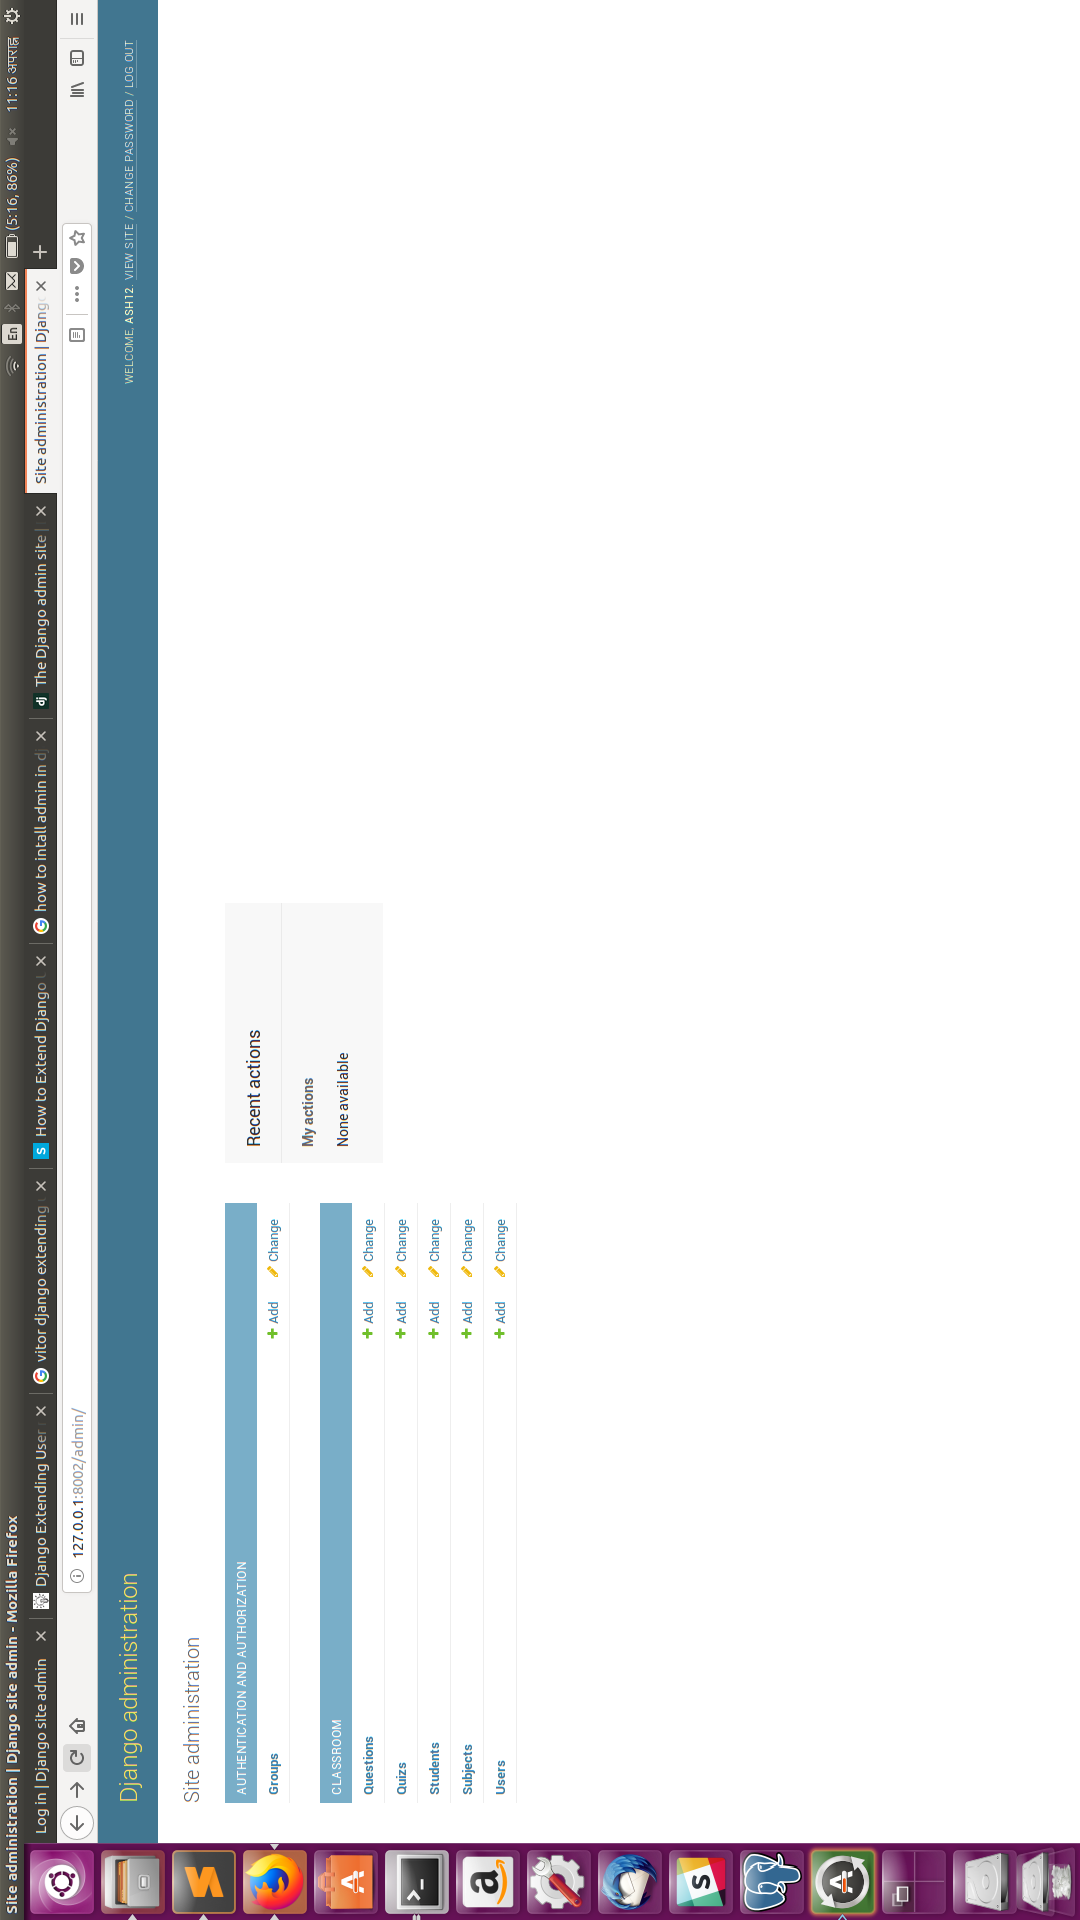 Site administration | Django site admin - Mozilla Firefox
En
(5:16, 86%)
11:16 अपराह्न
Log in | Django site admin
Django Extending User
vitor django extending
How to Extend Django
how to intall admin in dj
dj The Django admin site |
Site administration | Django
127.0.0.1:8002/admin/
Django administration
WELCOME, ASH12. VIEW SITE / CHANGE PASSWORD / LOG OUT
Site administration
AUTHENTICATION AND AUTHORIZATION
Groups Add Change
CLASSROOM
Questions Add Change
Quizs Add Change
Students Add Change
Subjects Add Change
Users Add Change
Recent actions
My actions
None available